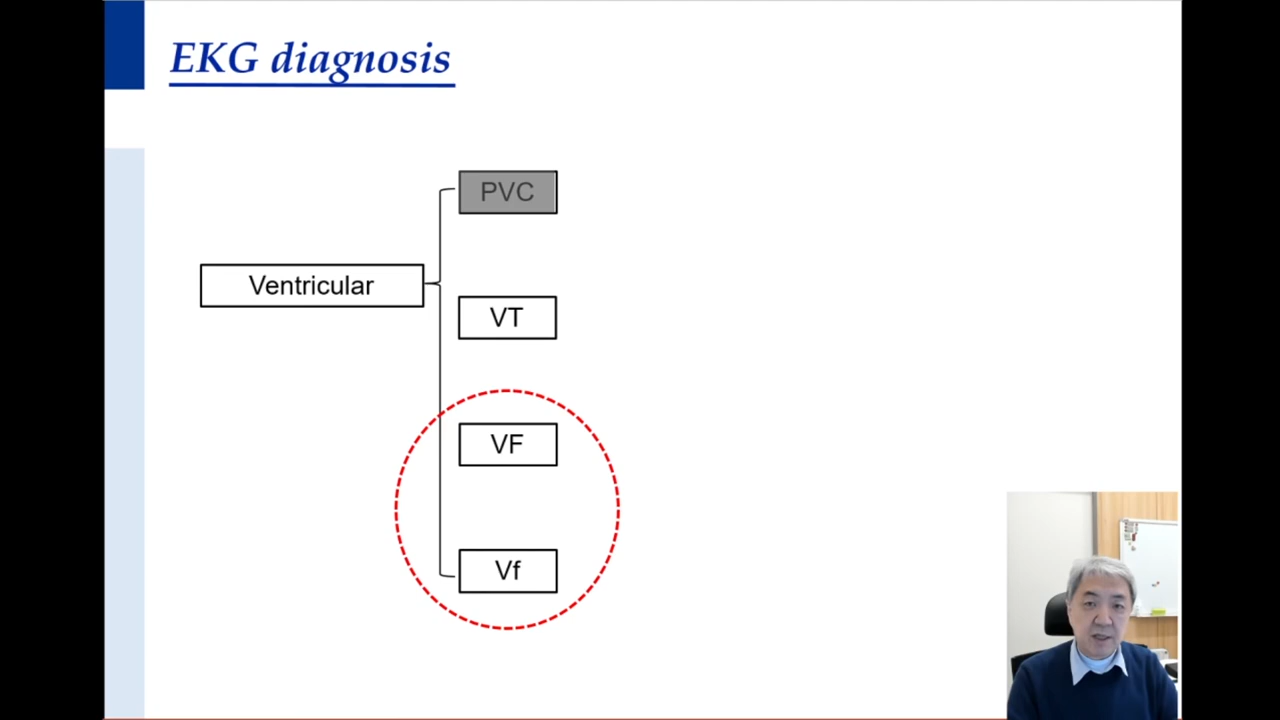 EKG diagnosis
PVC
Ventricular
VT
VF
Vf